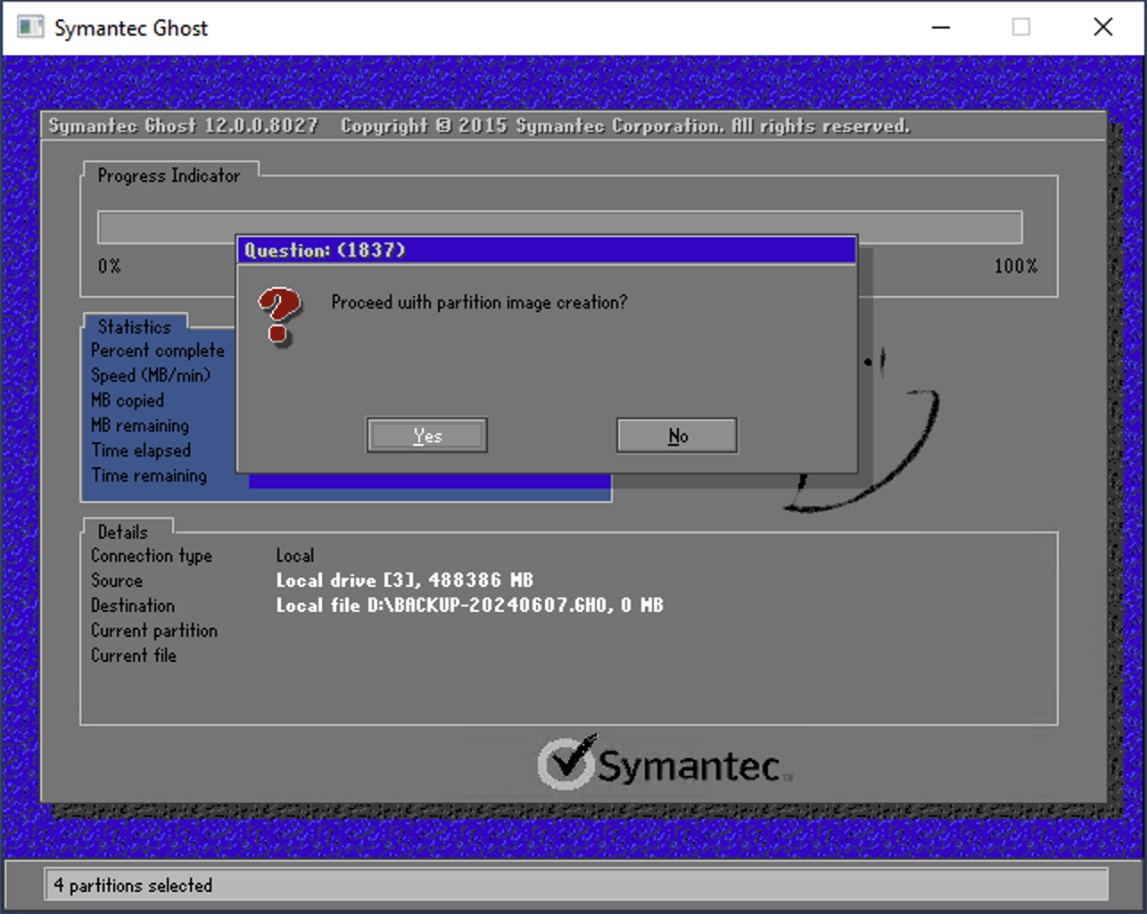 Symantec Ghost
Symantec Ghost 12.0.0.8027 Copyright © 2015 Symantec Corporation. All rights reserved.
Progress Indicator
0%
100%
Question: (1837)
Proceed with partition image creation?
Yes
No
Statistics
Percent complete
Speed (MB/min)
MB copied
MB remaining
Time elapsed
Time remaining
Details
Connection type Local
Source Local drive [3], 488386 MB
Destination Local file D:\BACKUP-20240607.GHO, 0 MB
Current partition
Current file
Symantec™
4 partitions selected